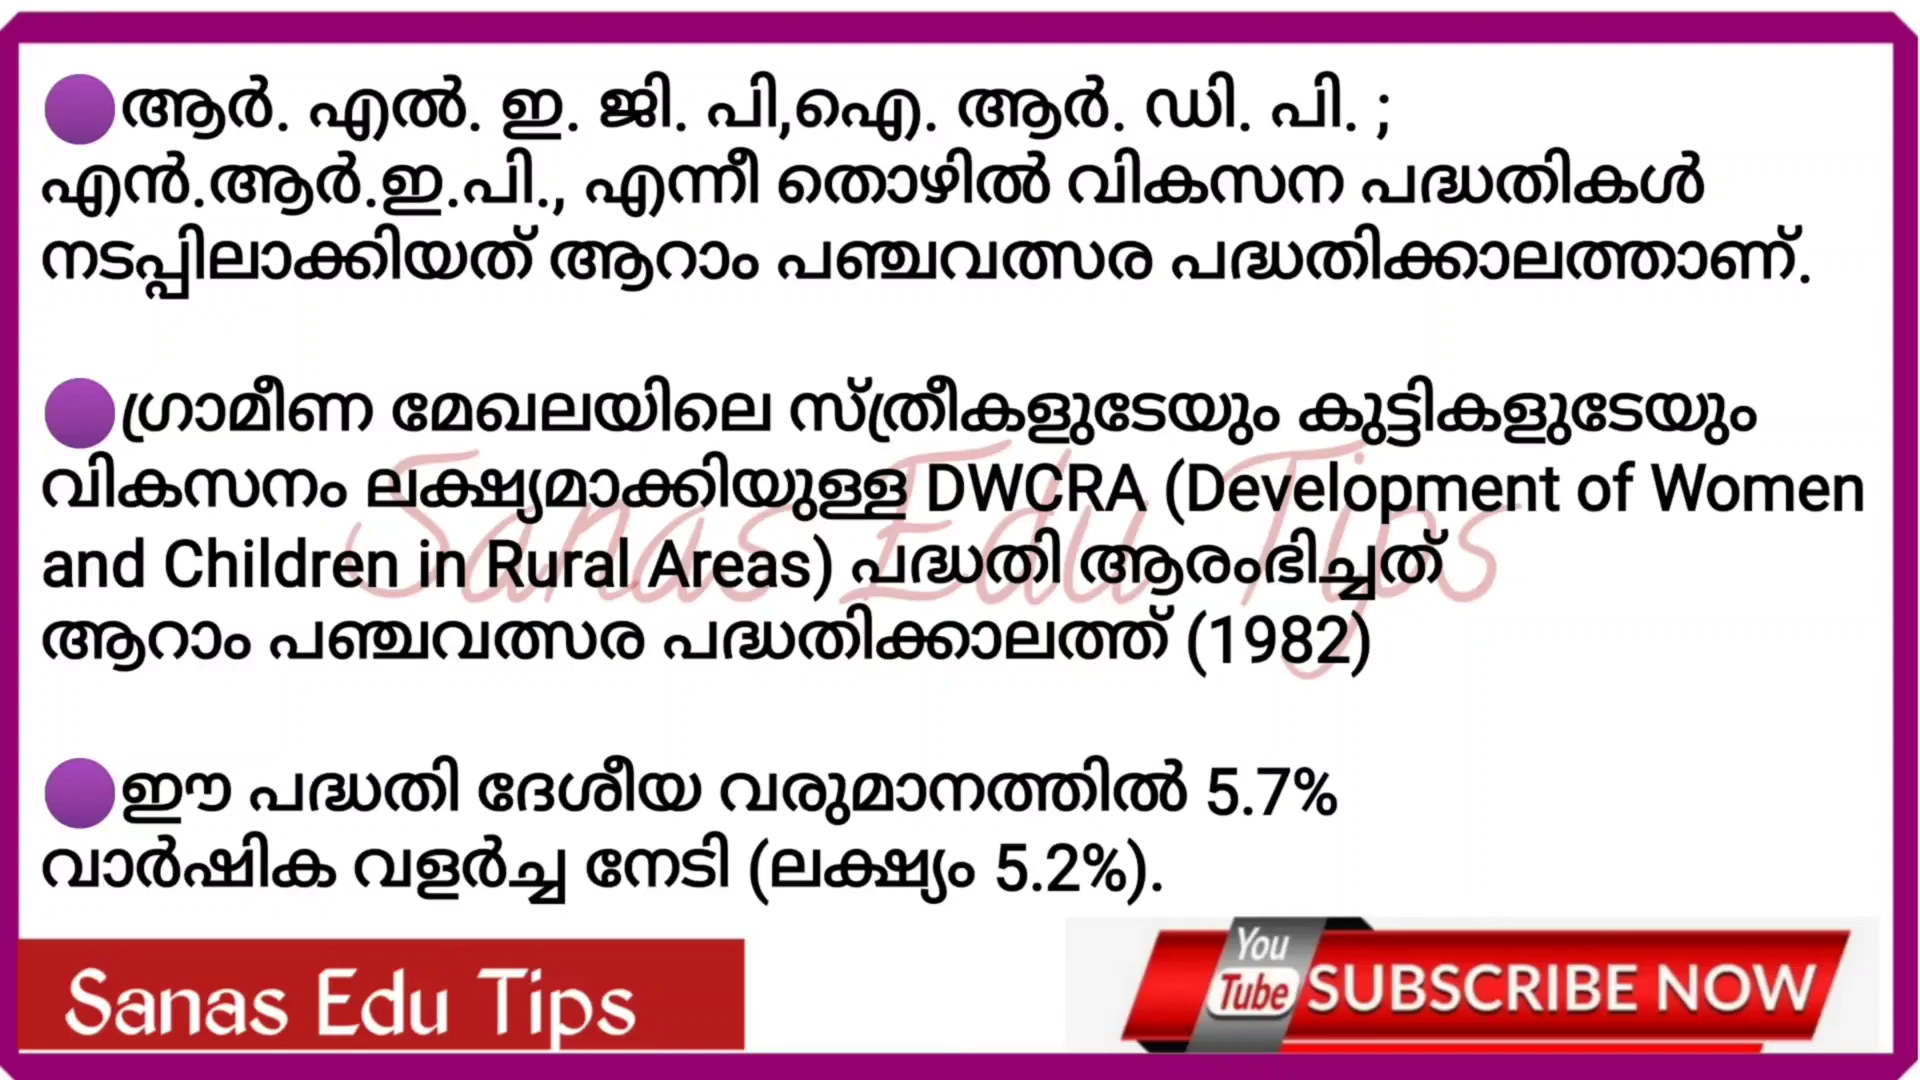 ആർ. എൽ. ഇ. ജി. പി,ഐ. ആർ. ഡി. പി. ;
എൻ.ആർ.ഇ.പി., എന്നീ തൊഴിൽ വികസന പദ്ധതികൾ
നടപ്പിലാക്കിയത് ആറാം പഞ്ചവത്സര പദ്ധതിക്കാലത്താണ്.
ഗ്രാമീണ മേഖലയിലെ സ്ത്രീകളുടേയും കുട്ടികളുടേയും
വികസനം ലക്ഷ്യമാക്കിയുള്ള DWCRA (Development of Women
and Children in Rural Areas) പദ്ധതി ആരംഭിച്ചത്
ആറാം പഞ്ചവത്സര പദ്ധതിക്കാലത്ത് (1982)
Sanas Edu Tips
ഈ പദ്ധതി ദേശീയ വരുമാനത്തിൽ 5.7%
വാർഷിക വളർച്ച നേടി (ലക്ഷ്യം 5.2%).
Sanas Edu Tips
You
Tube SUBSCRIBE NOW